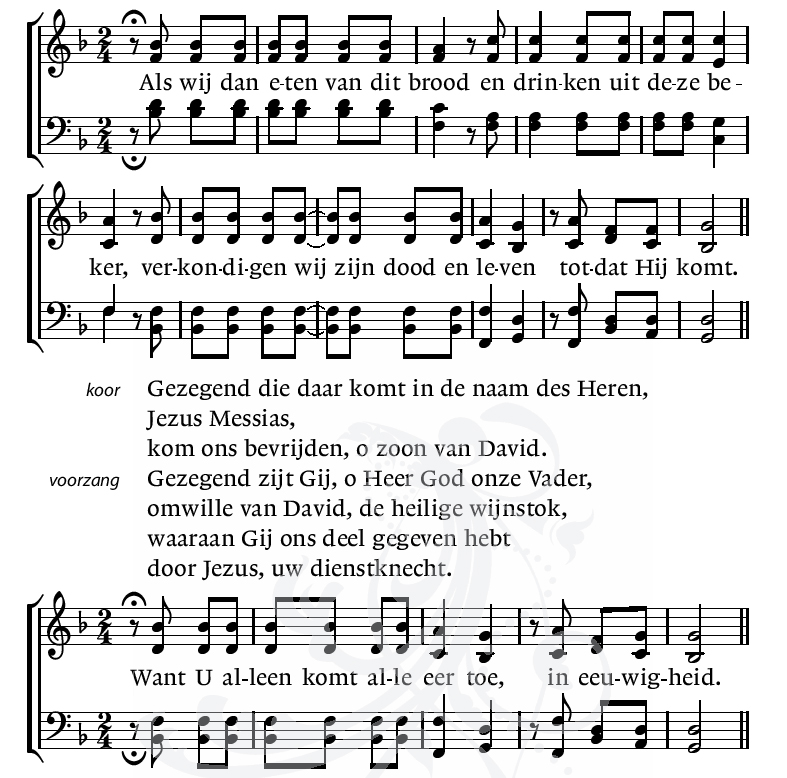 Als wij dan e-ten van dit brood en drin-ken uit de-ze be-
ker, ver-kon-di-gen wij zijn dood en le-ven tot-dat Hij komt.
koor Gezegend die daar komt in de naam des Heren,
Jezus Messias,
kom ons bevrijden, o zoon van David.
voorzang Gezegend zijt Gij, o Heer God onze Vader,
omwille van David, de heilige wijnstok,
waaraan Gij ons deel gegeven hebt
door Jezus, uw dienstknecht.
Want U al-leen komt al-le eer toe, in eeu-wig-heid.